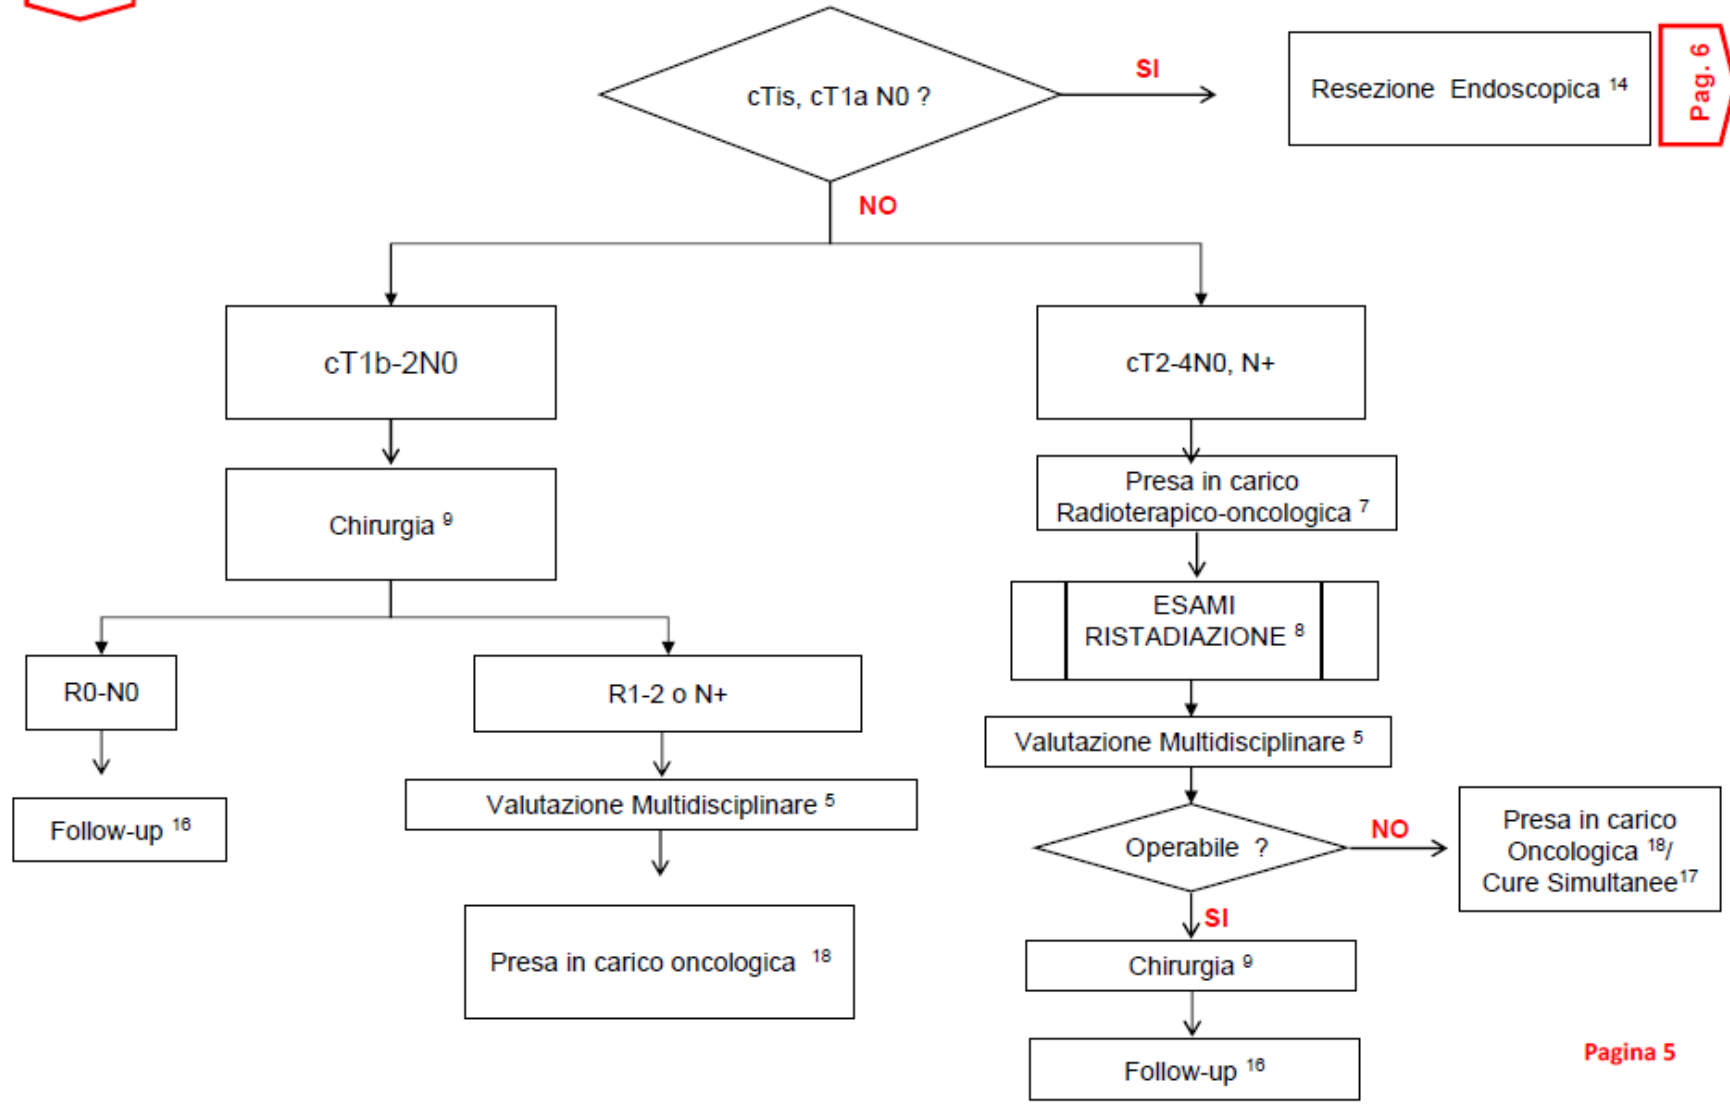 cTis, cT1a N0 ?
SI
Resezione Endoscopica 14
Pag. 6
NO
cT1b-2N0
cT2-4N0, N+
Chirurgia 9
Presa in carico
Radioterapico-oncologica 7
ESAMI
RISTADIAZIONE 8
R0-N0
R1-2 o N+
Valutazione Multidisciplinare 5
Follow-up 16
Valutazione Multidisciplinare 5
Operabile ?
NO
Presa in carico
Oncologica 18/
Cure Simultanee17
SI
Presa in carico oncologica 18
Chirurgia 9
Follow-up 16
Pagina 5